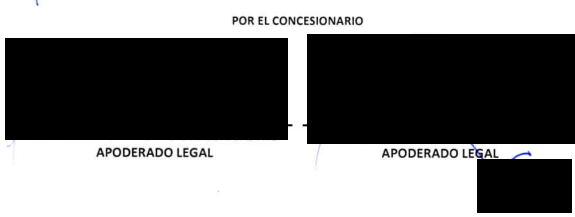 POR EL CONCESIONARIO
APODERADO LEGAL APODERADO LEGAL